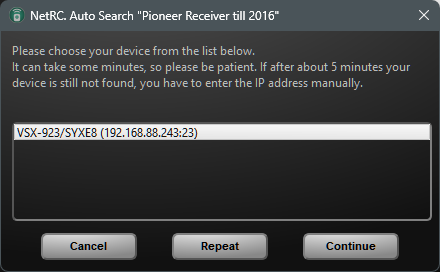 NetRC. Auto Search "Pioneer Receiver till 2016"
Please choose your device from the list below.
It can take some minutes, so please be patient. If after about 5 minutes your
device is still not found, you have to enter the IP address manually.
VSX-923/SYXE8 (192.168.88.243:23)
Cancel
Repeat
Continue